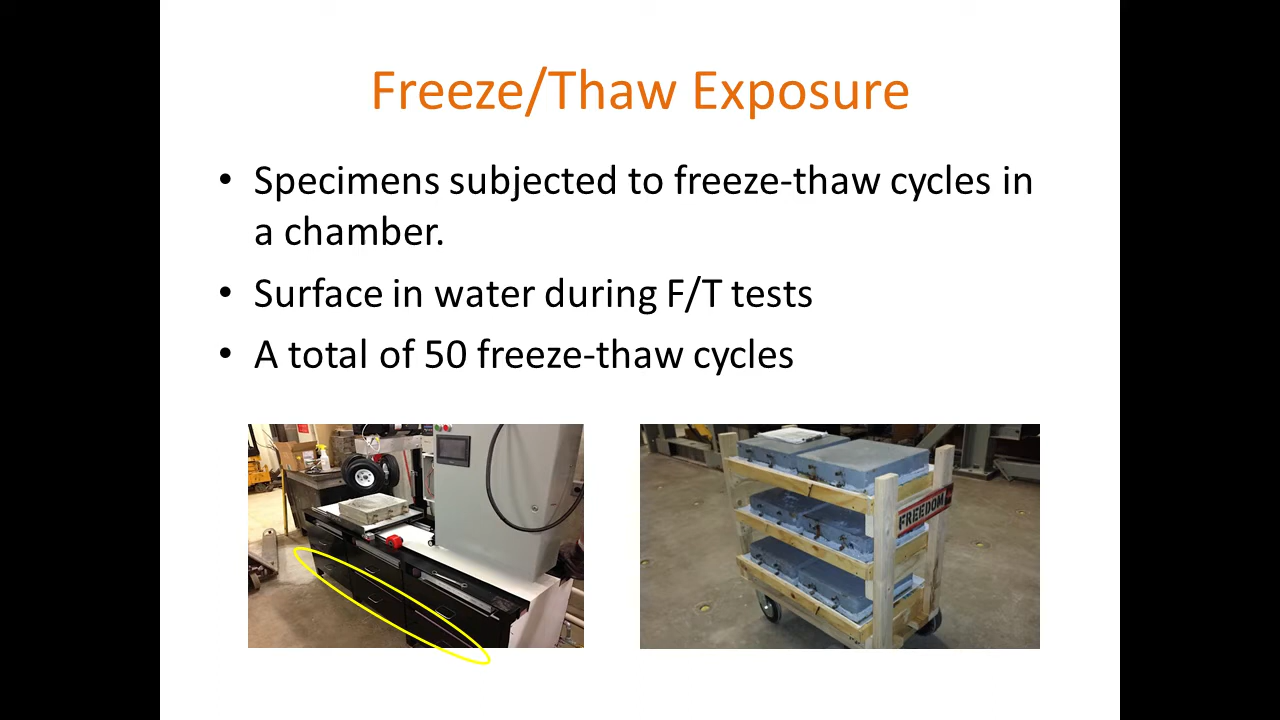 Freeze/Thaw Exposure
• Specimens subjected to freeze-thaw cycles in
a chamber.
• Surface in water during F/T tests
• A total of 50 freeze-thaw cycles
FREEDOM